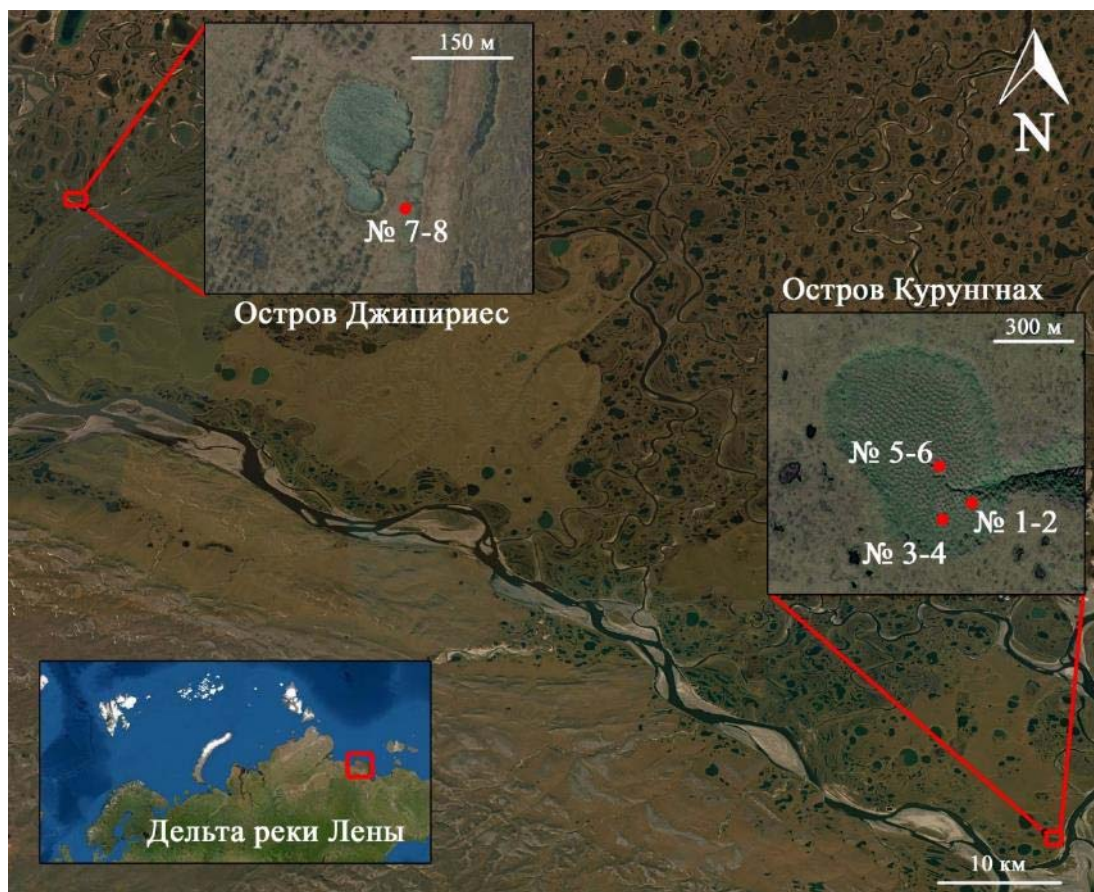 150 м
N
№ 7-8
Остров Джипириес
Остров Курунгнах
300 м
№ 5-6
№ 1-2
№ 3-4
Дельта реки Лены
10 км